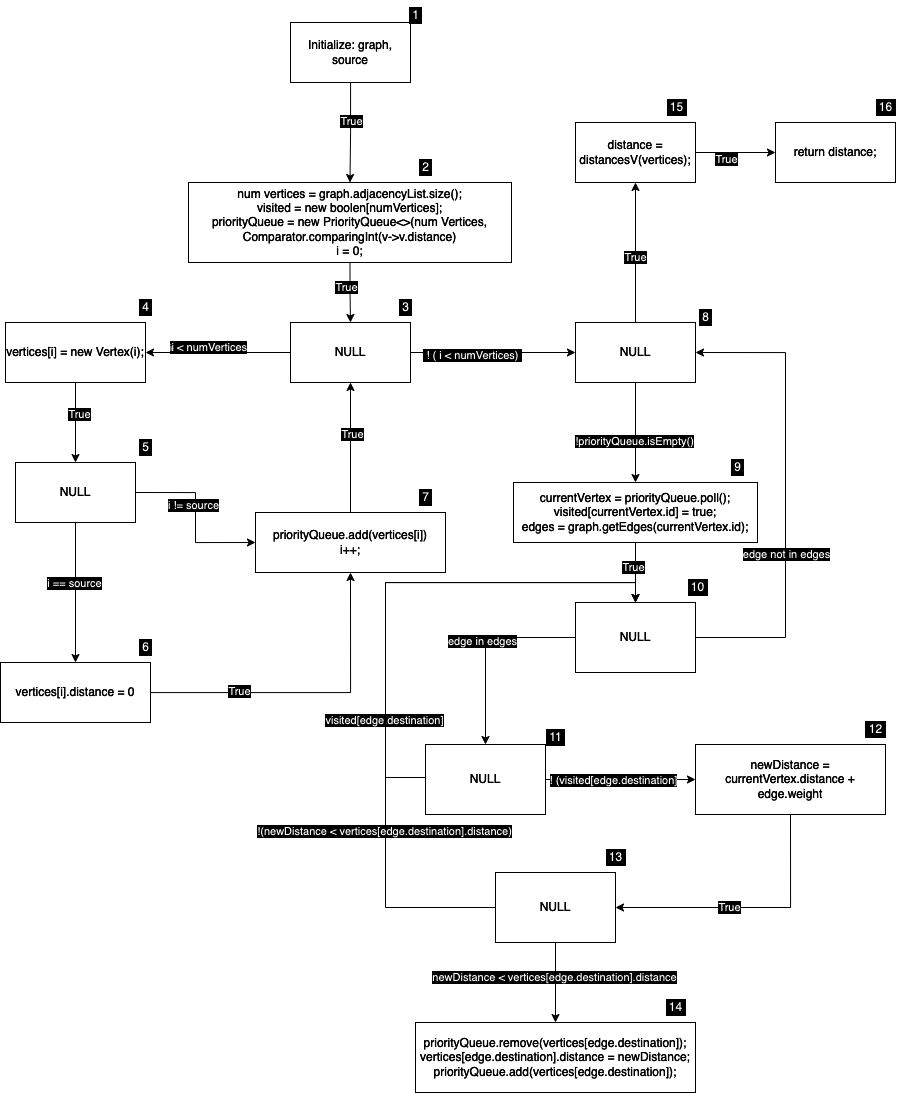 1
Initialize: graph,
source
True
15
16
distance =
distancesV(vertices);
True
return distance;
2
num vertices = graph.adjacencyList.size();
visited = new boolen[numVertices];
priorityQueue = new PriorityQueue<>(num Vertices,
Comparator.comparingInt(v->v.distance)
i = 0;
True
True
4
3
8
vertices[i] = new Vertex(i);
i < numVertices
NULL
! ( i < numVertices)
NULL
True
True
!priorityQueue.isEmpty()
5
NULL
i != source
7
priorityQueue.add(vertices[i])
i++;
9
currentVertex = priorityQueue.poll();
visited[currentVertex.id] = true;
edges = graph.getEdges(currentVertex.id);
edge not in edges
True
i == source
10
NULL
edge in edges
6
vertices[i].distance = 0
True
visited[edge.destination]
11
NULL
! (visited[edge.destination]
12
newDistance =
currentVertex.distance +
edge.weight
!(newDistance < vertices[edge.destination].distance)
13
NULL
True
newDistance < vertices[edge.destination].distance
14
priorityQueue.remove(vertices[edge.destination]);
vertices[edge.destination].distance = newDistance;
priorityQueue.add(vertices[edge.destination]);